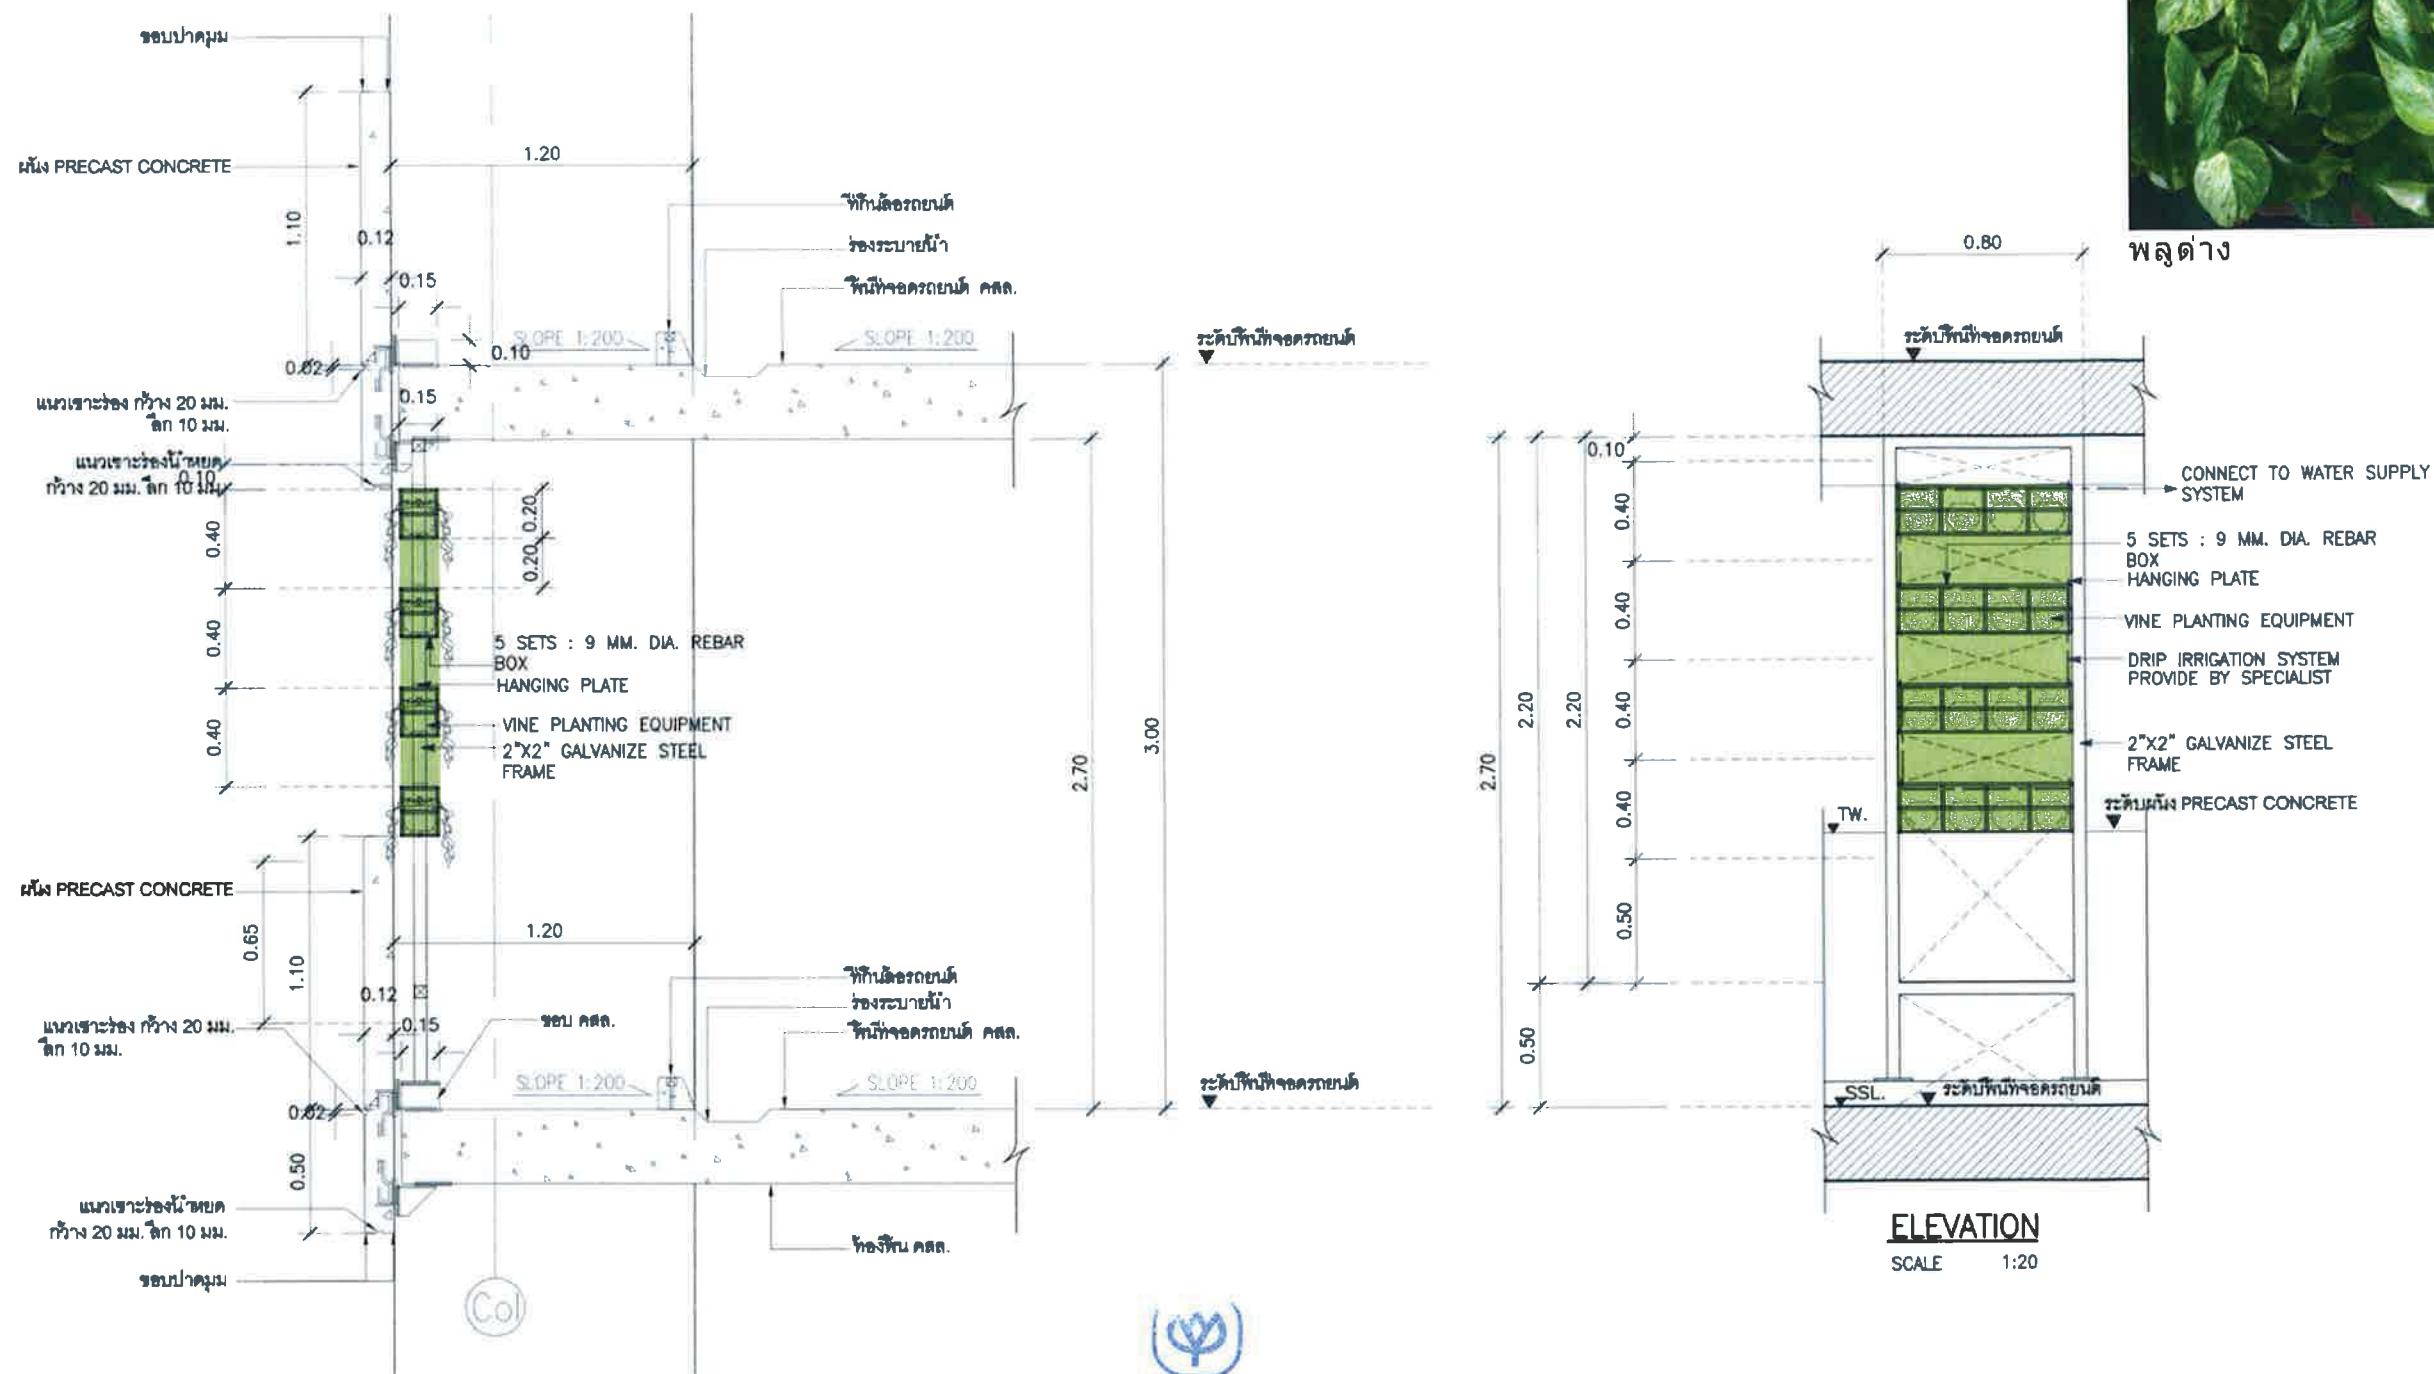 ขอบปาดมุม
ผนัง PRECAST CONCRETE
1.10
0.12
1.20
0.15
ที่กั้นล้อรถยนต์
ร่องระบายน้ำ
พื้นที่จอดรถยนต์ คสล.
SLOPE 1:200
SLOPE 1:200
0.10
0.02
0.15
แนวเซาะร่อง กว้าง 20 มม.
ลึก 10 มม.
แนวเซาะร่องน้ำหยด
กว้าง 20 มม. ลึก 10 มม.
0.10
0.40
0.40
0.40
0.20
0.20
5 SETS : 9 MM. DIA. REBAR
BOX
HANGING PLATE
VINE PLANTING EQUIPMENT
2"X2" GALVANIZE STEEL
FRAME
ผนัง PRECAST CONCRETE
0.65
1.10
1.20
0.12
0.15
ขอบ คสล.
ที่กั้นล้อรถยนต์
ร่องระบายน้ำ
พื้นที่จอดรถยนต์ คสล.
แนวเซาะร่อง กว้าง 20 มม.
ลึก 10 มม.
SLOPE 1:200
SLOPE 1:200
0.02
0.50
แนวเซาะร่องน้ำหยด
กว้าง 20 มม. ลึก 10 มม.
ขอบปาดมุม
ท้องพื้น คสล.
Col
2.70
3.00
ระดับพื้นที่จอดรถยนต์
ระดับพื้นที่จอดรถยนต์
พลูด่าง
0.80
ระดับพื้นที่จอดรถยนต์
0.10
0.40
0.40
0.40
0.40
0.50
2.20
2.20
2.70
0.50
CONNECT TO WATER SUPPLY
SYSTEM
5 SETS : 9 MM. DIA. REBAR
BOX
HANGING PLATE
VINE PLANTING EQUIPMENT
DRIP IRRIGATION SYSTEM
PROVIDE BY SPECIALIST
2"X2" GALVANIZE STEEL
FRAME
ระดับผนัง PRECAST CONCRETE
TW.
SSL.
ระดับพื้นที่จอดรถยนต์
ELEVATION
SCALE 1:20